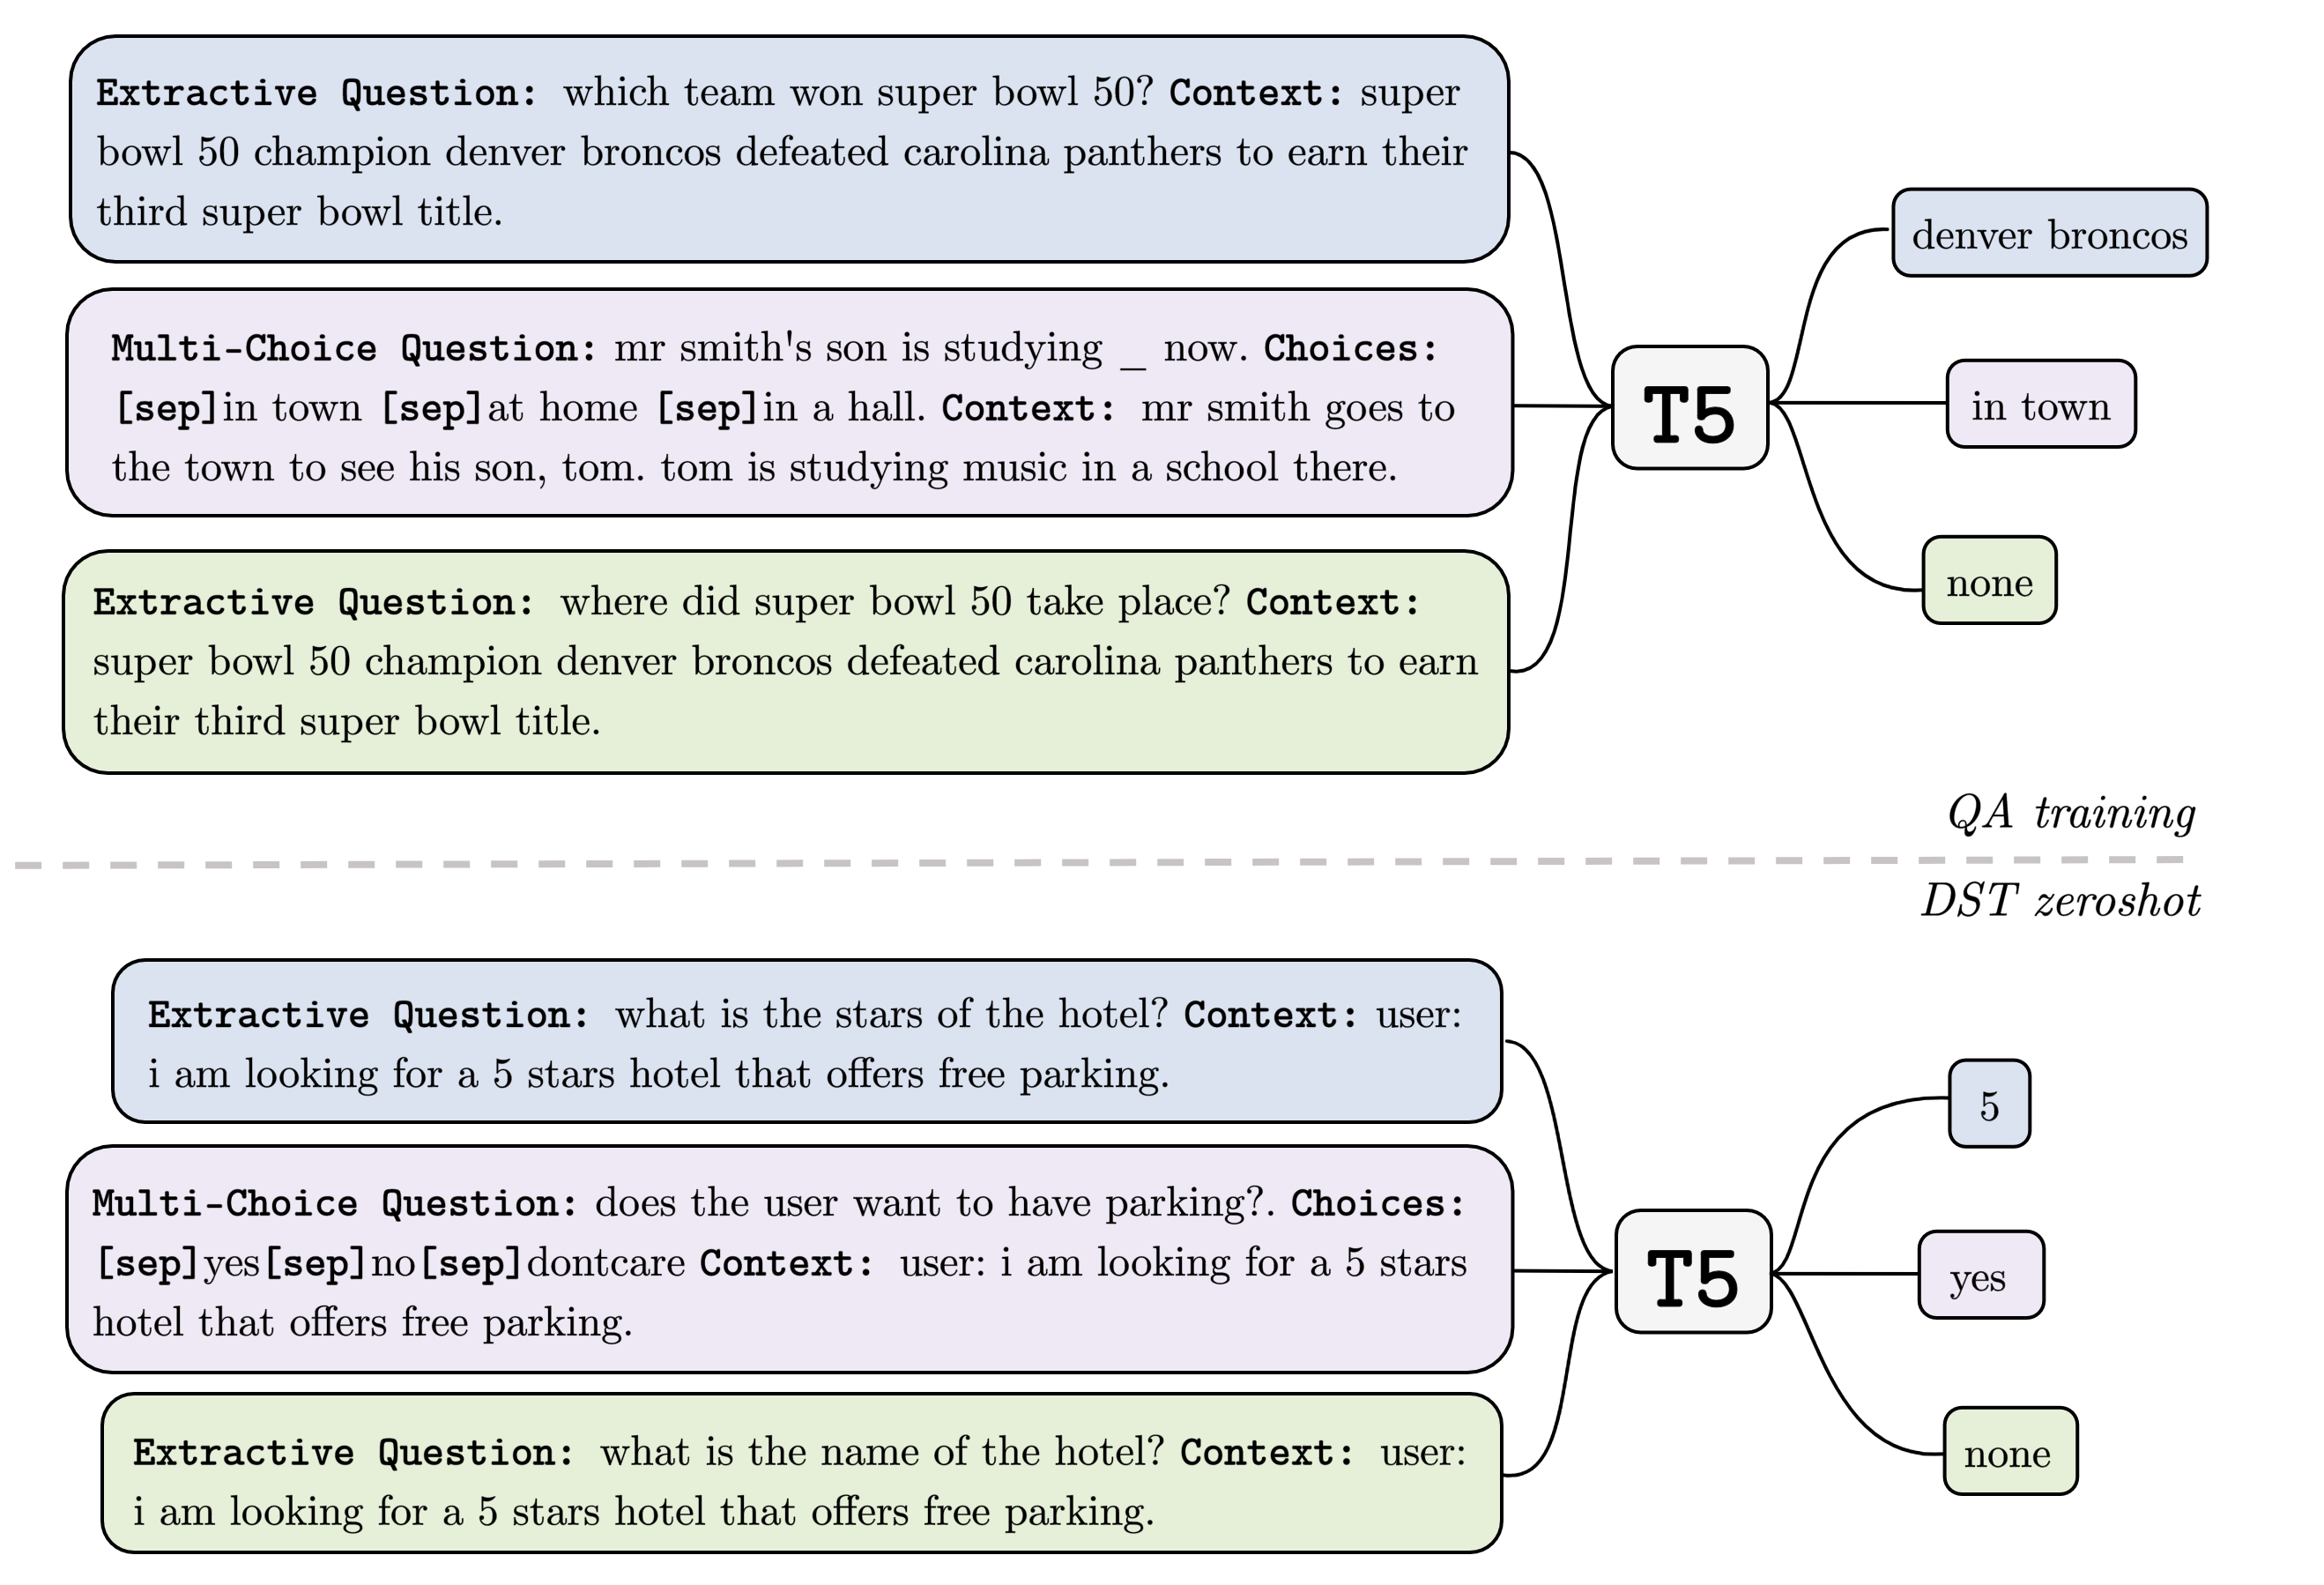 Extractive Question: which team won super bowl 50? Context: super
bowl 50 champion denver broncos defeated carolina panthers to earn their
third super bowl title.
Multi-Choice Question: mr smith's son is studying _ now. Choices:
[sep]in town [sep]at home [sep]in a hall. Context: mr smith goes to
the town to see his son, tom. tom is studying music in a school there.
Extractive Question: where did super bowl 50 take place? Context:
super bowl 50 champion denver broncos defeated carolina panthers to earn
their third super bowl title.
T5
denver broncos
in town
none
QA training
DST zeroshot
Extractive Question: what is the stars of the hotel? Context: user:
i am looking for a 5 stars hotel that offers free parking.
Multi-Choice Question: does the user want to have parking?. Choices:
[sep]yes[sep]no[sep]dontcare Context: user: i am looking for a 5 stars
hotel that offers free parking.
Extractive Question: what is the name of the hotel? Context: user:
i am looking for a 5 stars hotel that offers free parking.
T5
5
yes
none